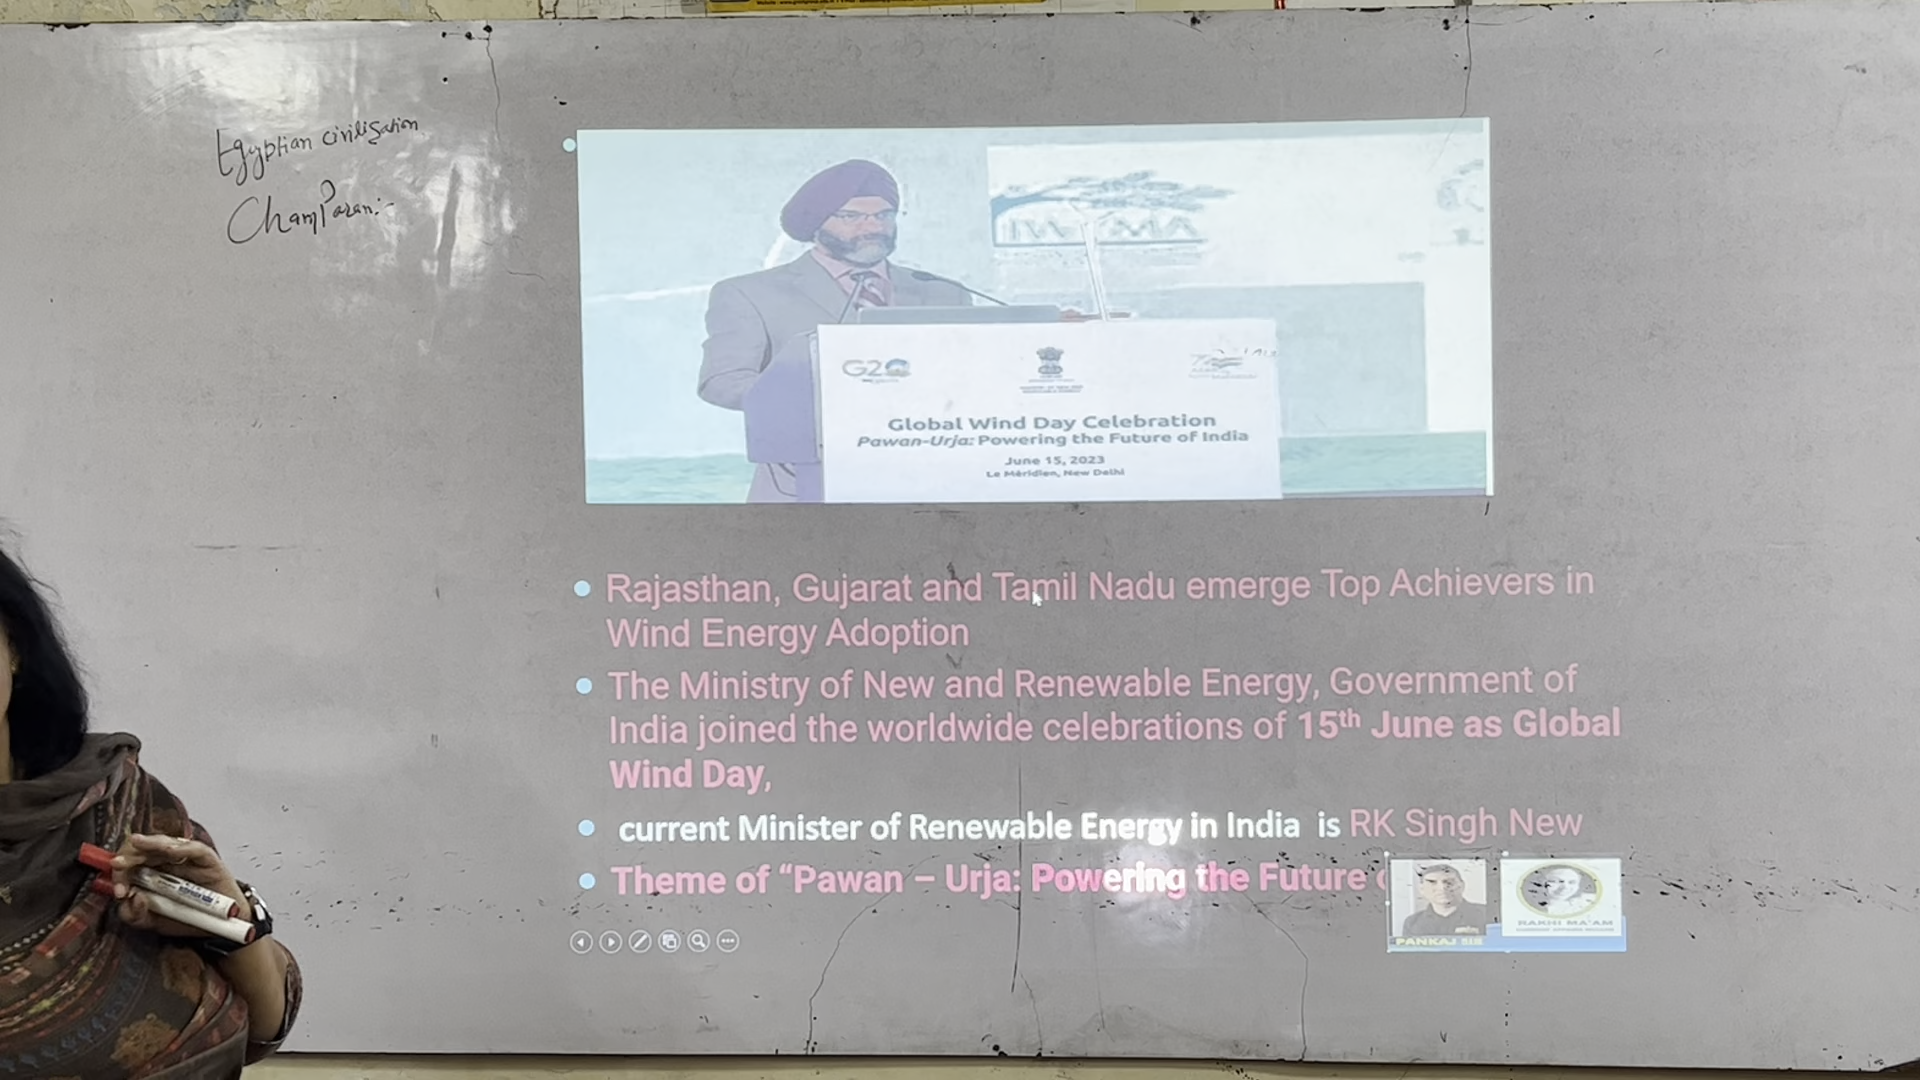 Egyptian civilisation
Champaran:-
IWTMA
G20
Global Wind Day Celebration
Pawan-Urja: Powering the Future of India
June 15, 2023
Le Méridien, New Delhi
Rajasthan, Gujarat and Tamil Nadu emerge Top Achievers in
Wind Energy Adoption
The Ministry of New and Renewable Energy, Government of
India joined the worldwide celebrations of 15th June as Global
Wind Day,
current Minister of Renewable Energy in India is RK Singh New
Theme of “Pawan – Urja: Powering the Future
PANKAJ SIR
RAKHI MA'AM